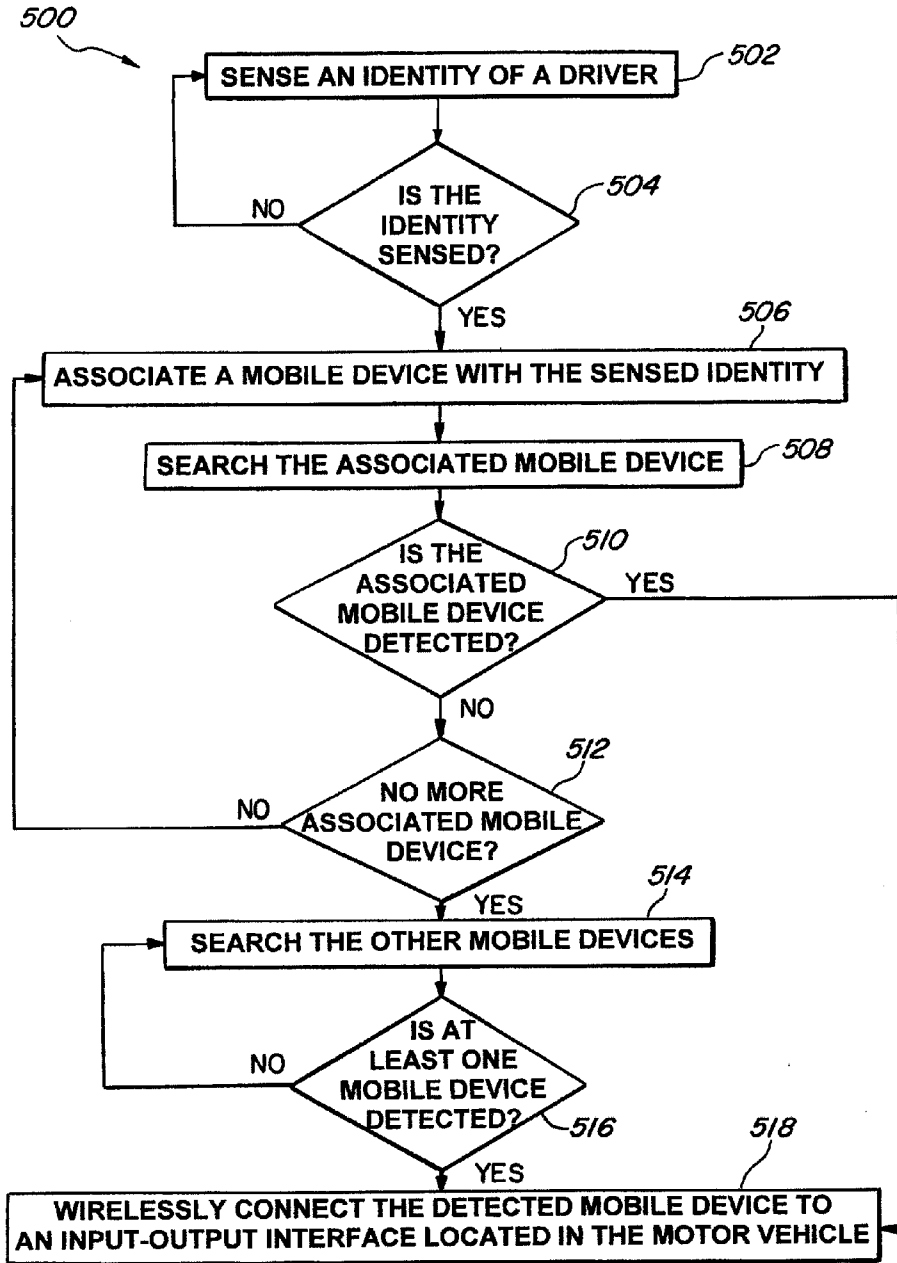 500
SENSE AN IDENTITY OF A DRIVER
502
IS THE
IDENTITY
SENSED?
504
NO
YES
506
ASSOCIATE A MOBILE DEVICE WITH THE SENSED IDENTITY
SEARCH THE ASSOCIATED MOBILE DEVICE
508
IS THE
ASSOCIATED
MOBILE DEVICE
DETECTED?
510
YES
NO
512
NO MORE
ASSOCIATED MOBILE
DEVICE?
NO
YES
514
SEARCH THE OTHER MOBILE DEVICES
IS AT
LEAST ONE
MOBILE DEVICE
DETECTED?
NO
516
YES
518
WIRELESSLY CONNECT THE DETECTED MOBILE DEVICE TO
AN INPUT-OUTPUT INTERFACE LOCATED IN THE MOTOR VEHICLE